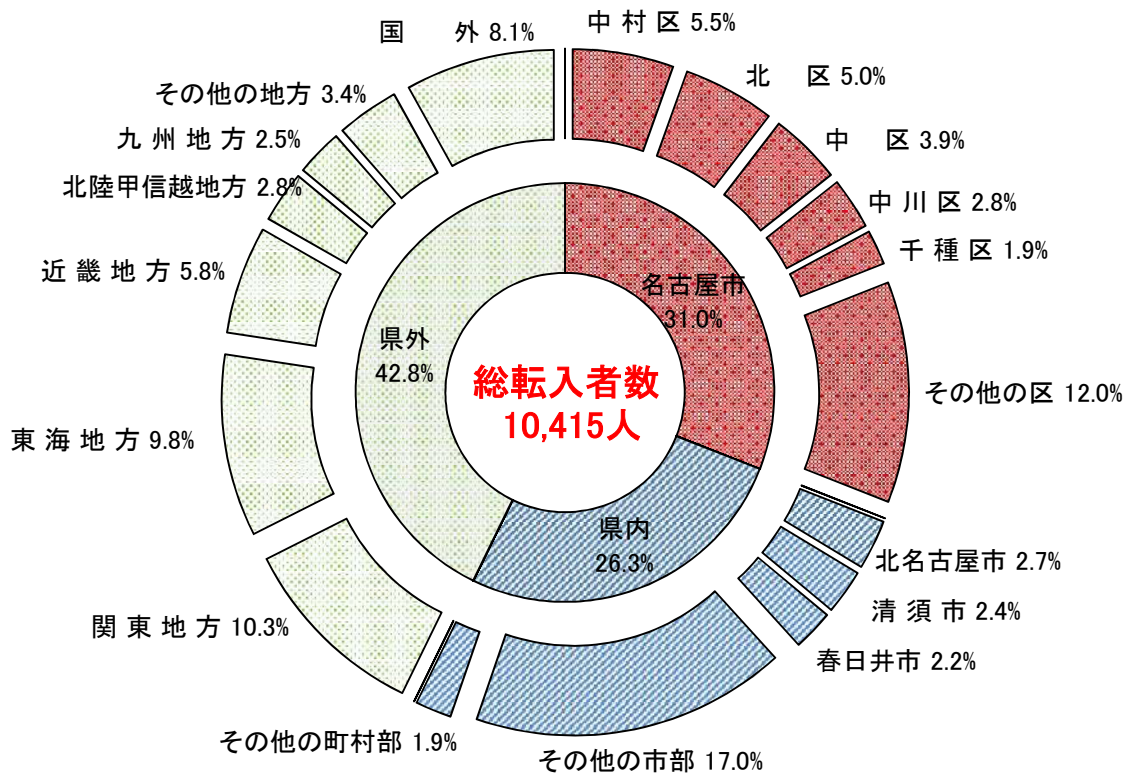 国 外 8.1%
中 村 区 5.5%
北 区 5.0%
その他の地方 3.4%
中 区 3.9%
九 州 地 方 2.5%
北陸甲信越地方 2.8%
中 川 区 2.8%
千 種 区 1.9%
近 畿 地 方 5.8%
名古屋市
31.0%
県外
42.8%
総転入者数
10,415人
その他の区 12.0%
東 海 地 方 9.8%
県内
26.3%
北名古屋市 2.7%
清 須 市 2.4%
関 東 地 方 10.3%
春日井市 2.2%
その他の町村部 1.9%
その他の市部 17.0%